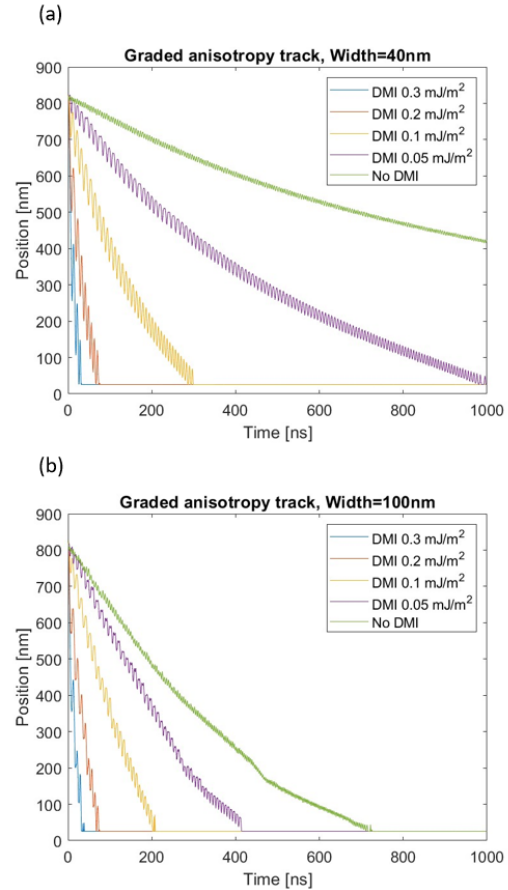 (a)
Graded anisotropy track, Width=40nm
900
800
700
600
500
400
300
200
100
0
Position [nm]
DMI 0.3 mJ/m²
DMI 0.2 mJ/m²
DMI 0.1 mJ/m²
DMI 0.05 mJ/m²
No DMI
0 200 400 600 800 1000
Time [ns]
(b)
Graded anisotropy track, Width=100nm
900
800
700
600
500
400
300
200
100
0
Position [nm]
DMI 0.3 mJ/m²
DMI 0.2 mJ/m²
DMI 0.1 mJ/m²
DMI 0.05 mJ/m²
No DMI
0 200 400 600 800 1000
Time [ns]